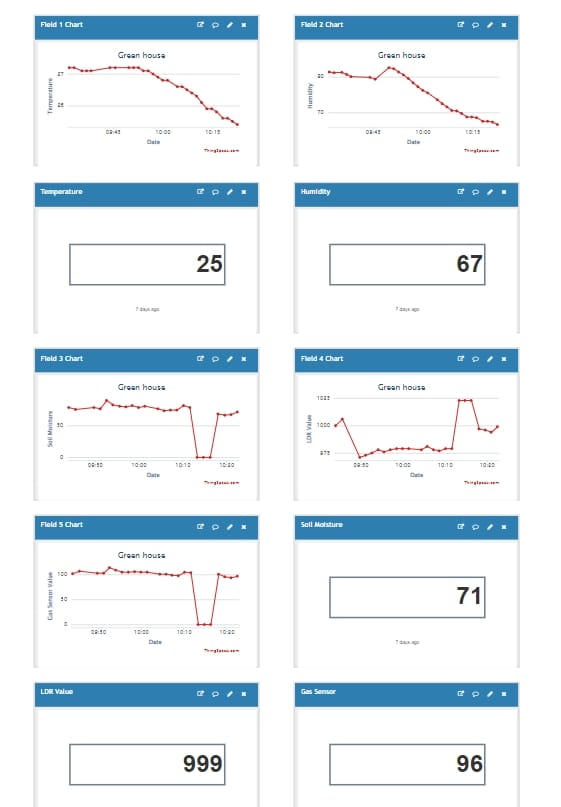 Field 1 Chart
Field 2 Chart
Green house
Green house
Temperature
27
26
09:45
10:00
10:15
Date
ThingSpeak.com
Humidity
80
70
09:45
10:00
10:15
Date
ThingSpeak.com
Temperature
Humidity
25
67
7 days ago
7 days ago
Field 3 Chart
Field 4 Chart
Green house
Green house
Soil Moisture
50
0
09:50
10:00
10:10
10:20
Date
ThingSpeak.com
LDR Value
1025
1000
975
09:50
10:00
10:10
10:20
Date
ThingSpeak.com
Field 5 Chart
Soil Moisture
Green house
Gas Sensor Value
100
50
0
09:50
10:00
10:10
10:20
Date
ThingSpeak.com
71
7 days ago
LDR Value
Gas Sensor
999
96